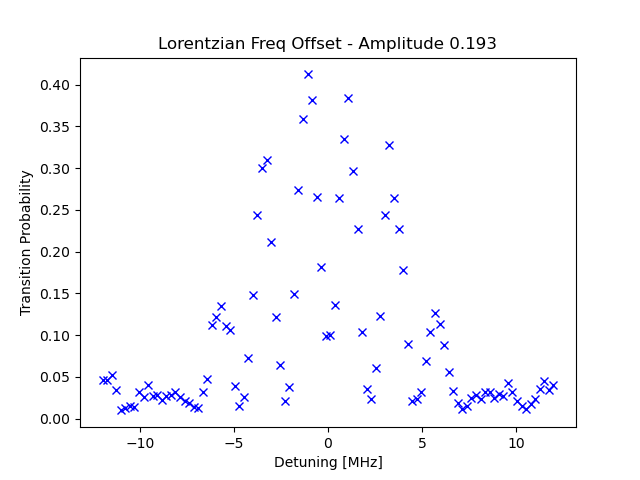 Lorentzian Freq Offset - Amplitude 0.193
Transition Probability
0.40
0.35
0.30
0.25
0.20
0.15
0.10
0.05
0.00
−10 −5 0 5 10
Detuning [MHz]